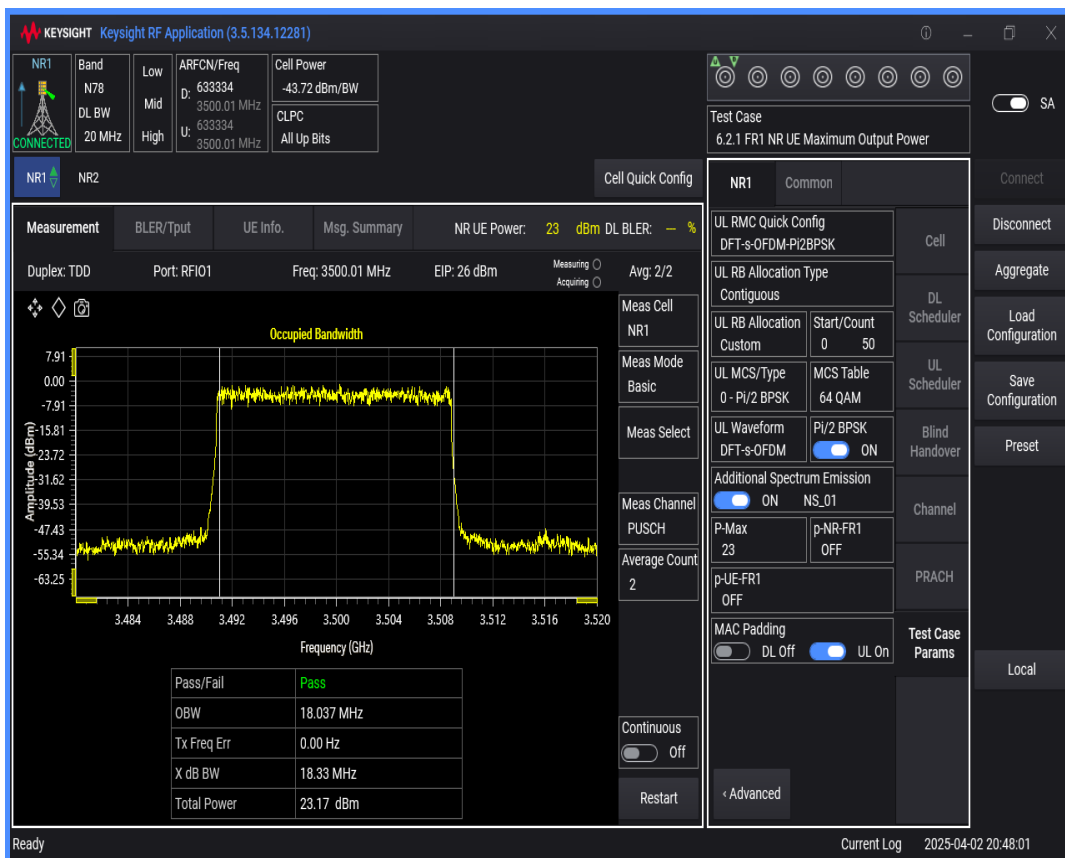 KEYSIGHT Keysight RF Application (3.5.134.12281)
NR1
CONNECTED
Band
N78
DL BW
20 MHz
Low
Mid
High
ARFCN/Freq
D: 633334
3500.01 MHz
U: 633334
3500.01 MHz
Cell Power
-43.72 dBm/BW
CLPC
All Up Bits
Test Case
6.2.1 FR1 NR UE Maximum Output Power
SA
NR1 NR2
Cell Quick Config
Measurement BLER/Tput UE Info. Msg. Summary NR UE Power: 23 dBm DL BLER: — %
Duplex: TDD Port: RFIO1 Freq: 3500.01 MHz EIP: 26 dBm Measuring
Acquiring
Avg: 2/2
Occupied Bandwidth
Amplitude (dBm)
7.91
0.00
-7.91
-15.81
-23.72
-31.62
-39.53
-47.43
-55.34
-63.25
3.484 3.488 3.492 3.496 3.500 3.504 3.508 3.512 3.516 3.520
Frequency (GHz)
Pass/Fail Pass
OBW 18.037 MHz
Tx Freq Err 0.00 Hz
X dB BW 18.33 MHz
Total Power 23.17 dBm
Meas Cell
NR1
Meas Mode
Basic
Meas Select
Meas Channel
PUSCH
Average Count
2
Continuous
Off
Restart
NR1 Common
UL RMC Quick Config
DFT-s-OFDM-Pi2BPSK
UL RB Allocation Type
Contiguous
UL RB Allocation
Custom
Start/Count
0 50
UL MCS/Type
0 - Pi/2 BPSK
MCS Table
64 QAM
UL Waveform
DFT-s-OFDM
Pi/2 BPSK
ON
Additional Spectrum Emission
ON NS_01
P-Max
23
p-NR-FR1
OFF
p-UE-FR1
OFF
MAC Padding
DL Off UL On
‹ Advanced
Cell
DL
Scheduler
UL
Scheduler
Blind
Handover
Channel
PRACH
Test Case
Params
Connect
Disconnect
Aggregate
Load
Configuration
Save
Configuration
Preset
Local
Ready
Current Log 2025-04-02 20:48:01